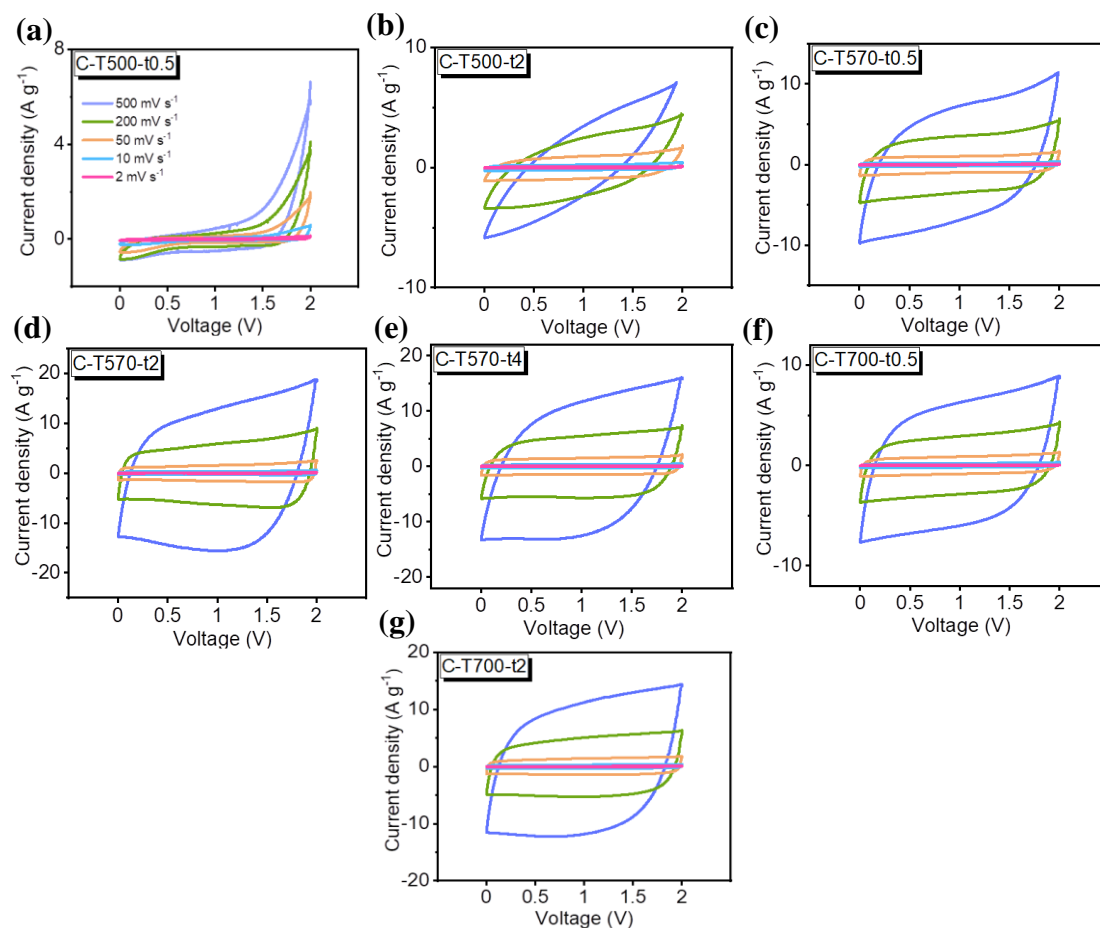 (a)
C-T500-t0.5
500 mV s⁻¹
200 mV s⁻¹
50 mV s⁻¹
10 mV s⁻¹
2 mV s⁻¹
8
4
0
Current density (A g⁻¹)
0 0.5 1 1.5 2
Voltage (V)
(b)
C-T500-t2
10
0
-10
Current density (A g⁻¹)
0 0.5 1 1.5 2
Voltage (V)
(c)
C-T570-t0.5
10
0
-10
Current density (A g⁻¹)
0 0.5 1 1.5 2
Voltage (V)
(d)
C-T570-t2
20
10
0
-10
-20
Current density (A g⁻¹)
0 0.5 1 1.5 2
Voltage (V)
(e)
C-T570-t4
20
10
0
-10
-20
Current density (A g⁻¹)
0 0.5 1 1.5 2
Voltage (V)
(f)
C-T700-t0.5
10
0
-10
Current density (A g⁻¹)
0 0.5 1 1.5 2
Voltage (V)
(g)
C-T700-t2
20
10
0
-10
-20
Current density (A g⁻¹)
0 0.5 1 1.5 2
Voltage (V)